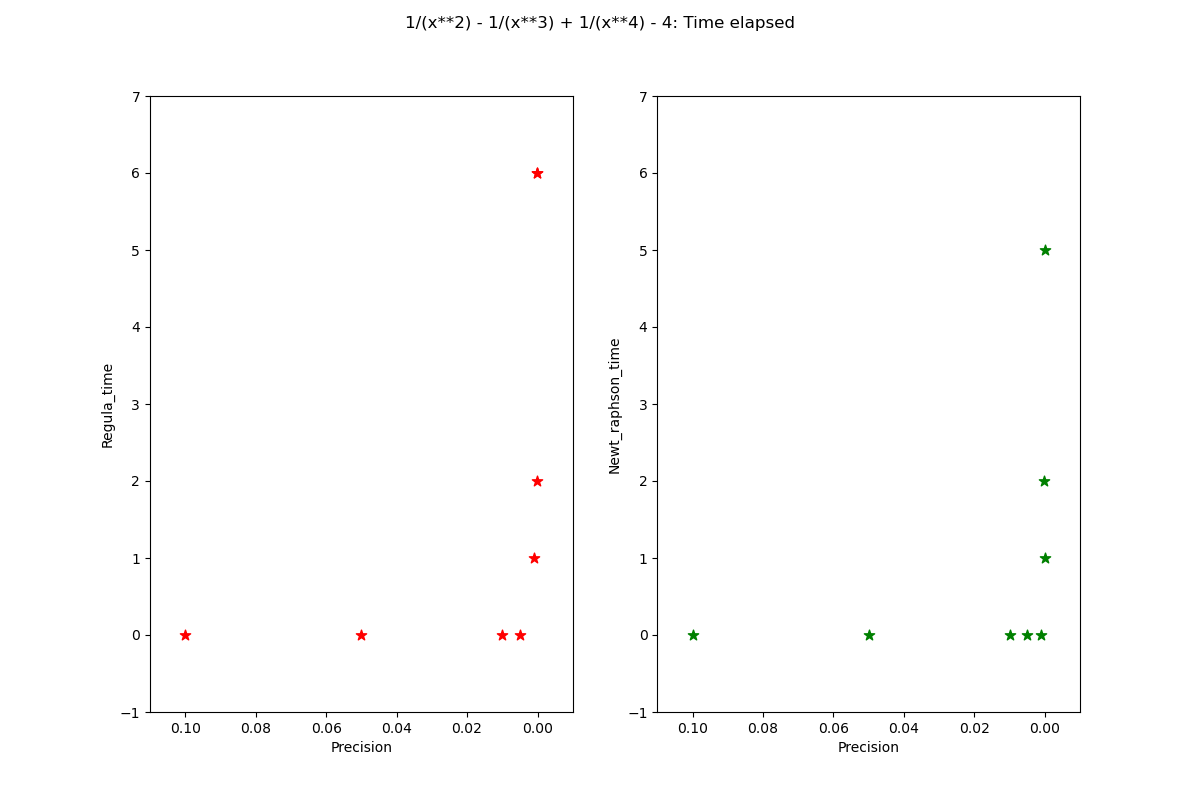 1/(x**2) - 1/(x**3) + 1/(x**4) - 4: Time elapsed
7
6
5
4
3
2
1
0
−1
Regula_time
0.10 0.08 0.06 0.04 0.02 0.00
Precision
7
6
5
4
3
2
1
0
−1
Newt_raphson_time
0.10 0.08 0.06 0.04 0.02 0.00
Precision